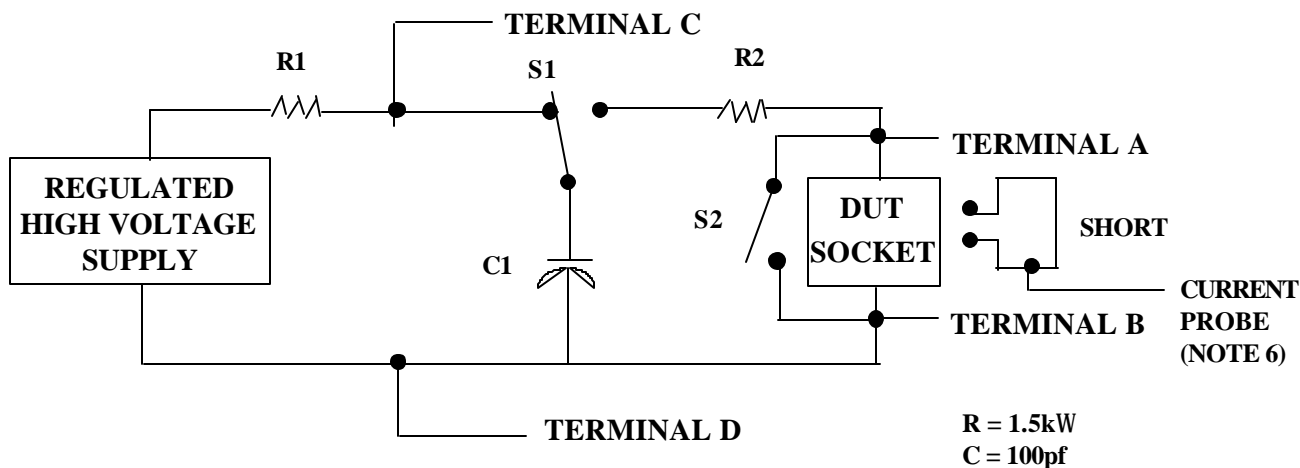 TERMINAL C
R1
S1
R2
REGULATED
HIGH VOLTAGE
SUPPLY
TERMINAL A
DUT
SOCKET
S2
SHORT
C1
CURRENT
PROBE
(NOTE 6)
TERMINAL B
TERMINAL D
R = 1.5kW
C = 100pf